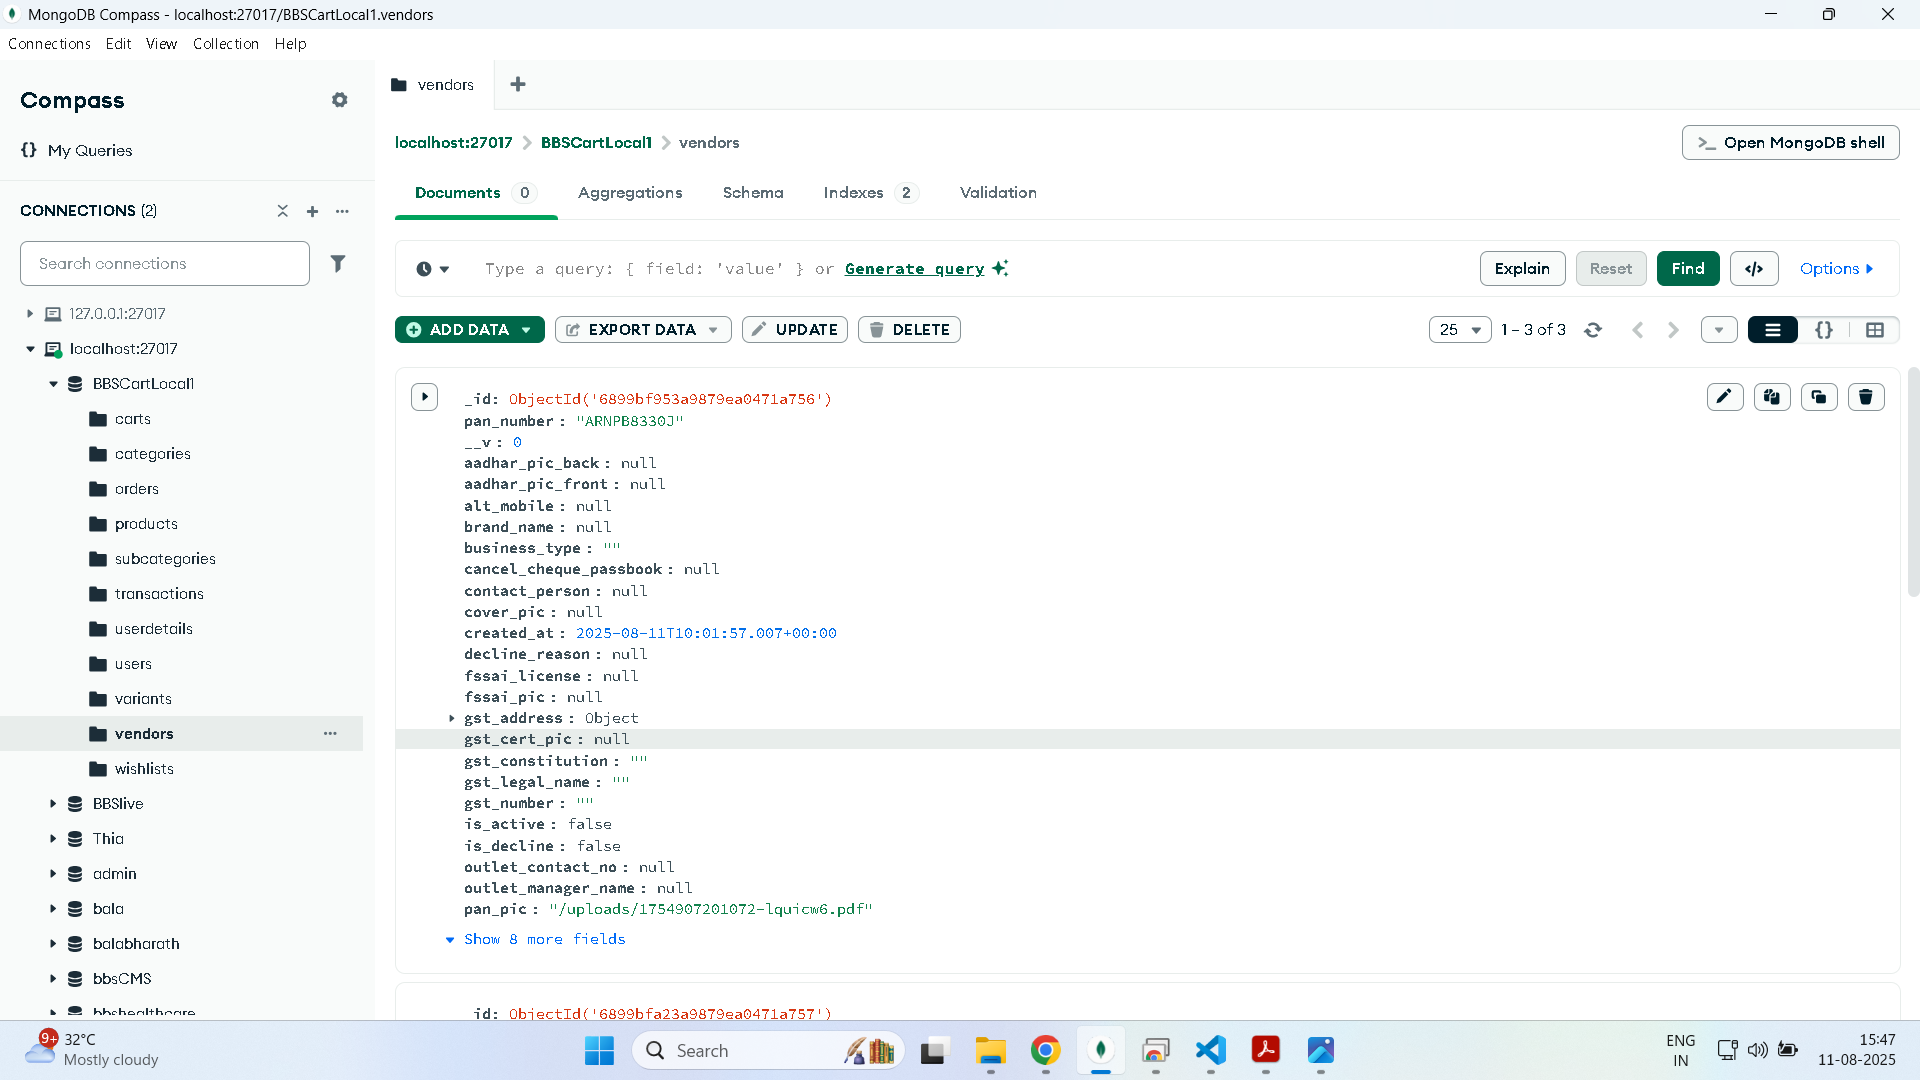 MongoDB Compass - localhost:27017/BBSCartLocal1.vendors
Connections Edit View Collection Help
Compass
{} My Queries
CONNECTIONS (2)
Search connections
127.0.0.1:27017
localhost:27017
BBSCartLocal1
carts
categories
orders
products
subcategories
transactions
userdetails
users
variants
vendors
wishlists
BBSlive
Thia
admin
bala
balabharath
bbsCMS
bbshealthcare
vendors
localhost:27017 > BBSCartLocal1 > vendors
>_ Open MongoDB shell
Documents 0 Aggregations Schema Indexes 2 Validation
Type a query: { field: 'value' } or Generate query
Explain Reset Find </> Options
ADD DATA EXPORT DATA UPDATE DELETE
25 1 – 3 of 3 {}
_id: ObjectId('6899bf953a9879ea0471a756')
pan_number : "ARNPB8330J"
__v : 0
aadhar_pic_back : null
aadhar_pic_front : null
alt_mobile : null
brand_name : null
business_type : ""
cancel_cheque_passbook : null
contact_person : null
cover_pic : null
created_at : 2025-08-11T10:01:57.007+00:00
decline_reason : null
fssai_license : null
fssai_pic : null
gst_address : Object
gst_cert_pic : null
gst_constitution : ""
gst_legal_name : ""
gst_number : ""
is_active : false
is_decline : false
outlet_contact_no : null
outlet_manager_name : null
pan_pic : "/uploads/1754907201072-lquicw6.pdf"
Show 8 more fields
_id: ObjectId('6899bfa23a9879ea0471a757')
9+
32°C
Mostly cloudy
Search
ENG
IN
15:47
11-08-2025